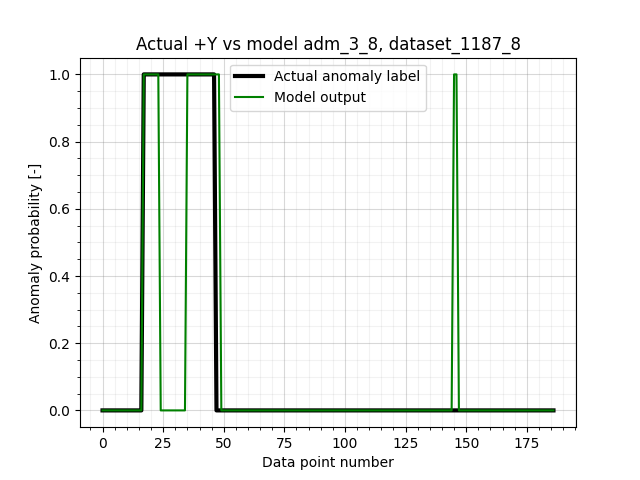 Actual +Y vs model adm_3_8, dataset_1187_8
Actual anomaly label
Model output
Anomaly probability [-]
1.0
0.8
0.6
0.4
0.2
0.0
0 25 50 75 100 125 150 175
Data point number